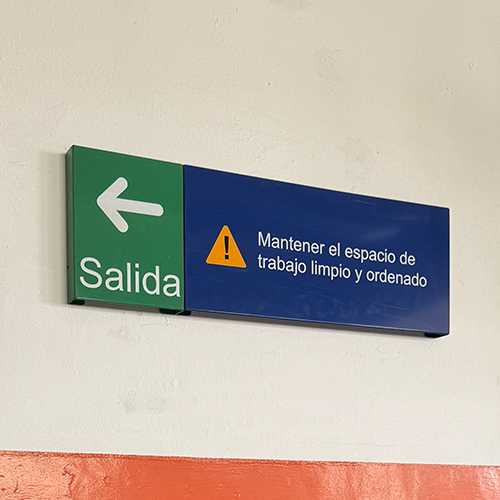 Salida
Mantener el espacio de
trabajo limpio y ordenado